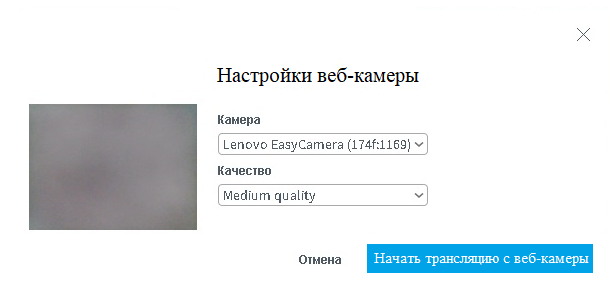 Настройки веб-камеры
Камера
Lenovo EasyCamera (174f:1169)
Качество
Medium quality
Отмена
Начать трансляцию с веб-камеры